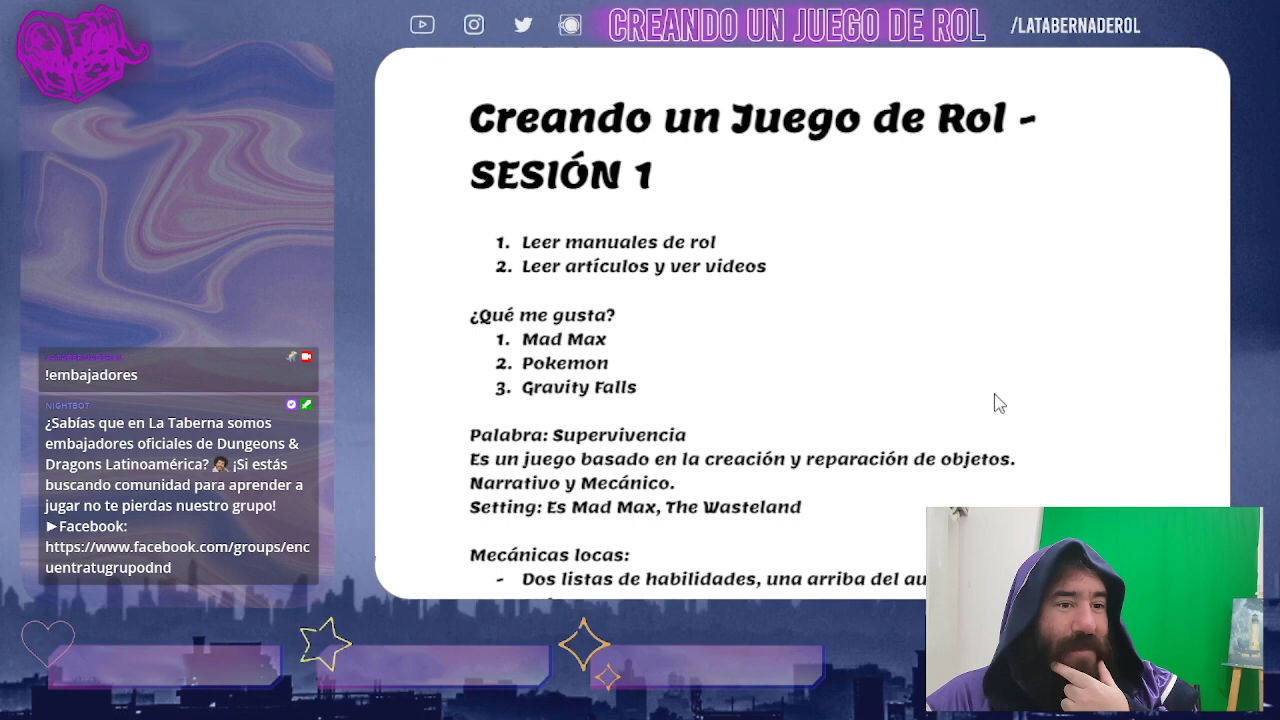 CREANDO UN JUEGO DE ROL
/LATABERNADEROL
Creando un Juego de Rol -
SESIÓN 1
1. Leer manuales de rol
2. Leer artículos y ver videos
¿Qué me gusta?
1. Mad Max
2. Pokemon
3. Gravity Falls
Palabra: Supervivencia
Es un juego basado en la creación y reparación de objetos.
Narrativo y Mecánico.
Setting: Es Mad Max, The Wasteland
Mecánicas locas:
- Dos listas de habilidades, una arriba del au
!embajadores
NIGHTBOT
¿Sabías que en La Taberna somos
embajadores oficiales de Dungeons &
Dragons Latinoamérica? ¡Si estás
buscando comunidad para aprender a
jugar no te pierdas nuestro grupo!
►Facebook:
https://www.facebook.com/groups/enc
uentratugrupodnd